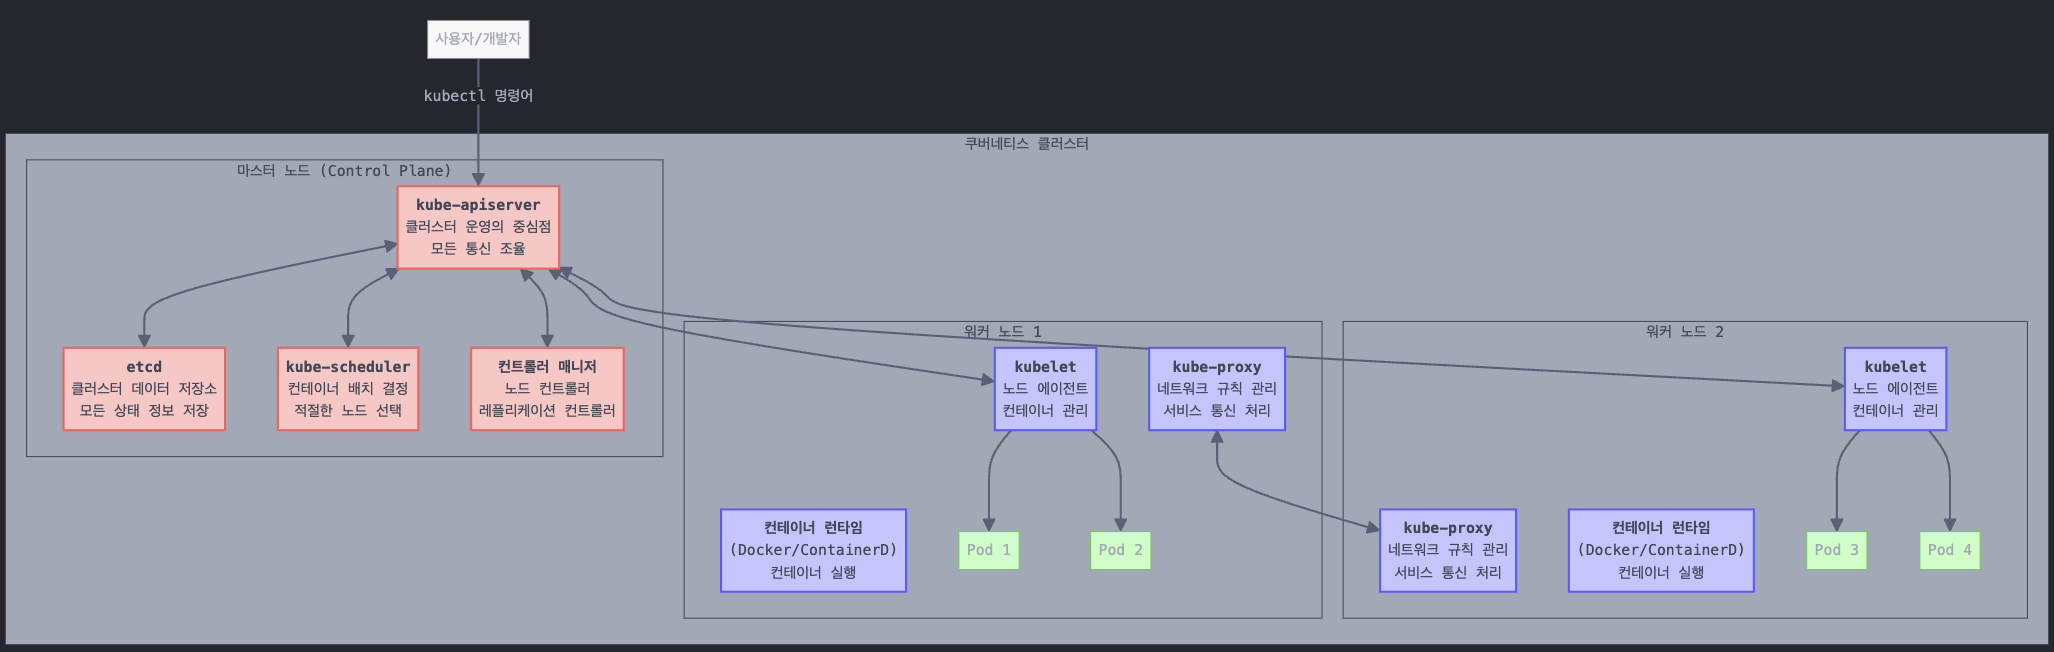 사용자/개발자
kubectl 명령어
쿠버네티스 클러스터
마스터 노드 (Control Plane)
kube-apiserver
클러스터 운영의 중심점
모든 통신 조율
etcd
클러스터 데이터 저장소
모든 상태 정보 저장
kube-scheduler
컨테이너 배치 결정
적절한 노드 선택
컨트롤러 매니저
노드 컨트롤러
레플리케이션 컨트롤러
워커 노드 1
kubelet
노드 에이전트
컨테이너 관리
kube-proxy
네트워크 규칙 관리
서비스 통신 처리
컨테이너 런타임
(Docker/ContainerD)
컨테이너 실행
Pod 1
Pod 2
워커 노드 2
kubelet
노드 에이전트
컨테이너 관리
kube-proxy
네트워크 규칙 관리
서비스 통신 처리
컨테이너 런타임
(Docker/ContainerD)
컨테이너 실행
Pod 3
Pod 4